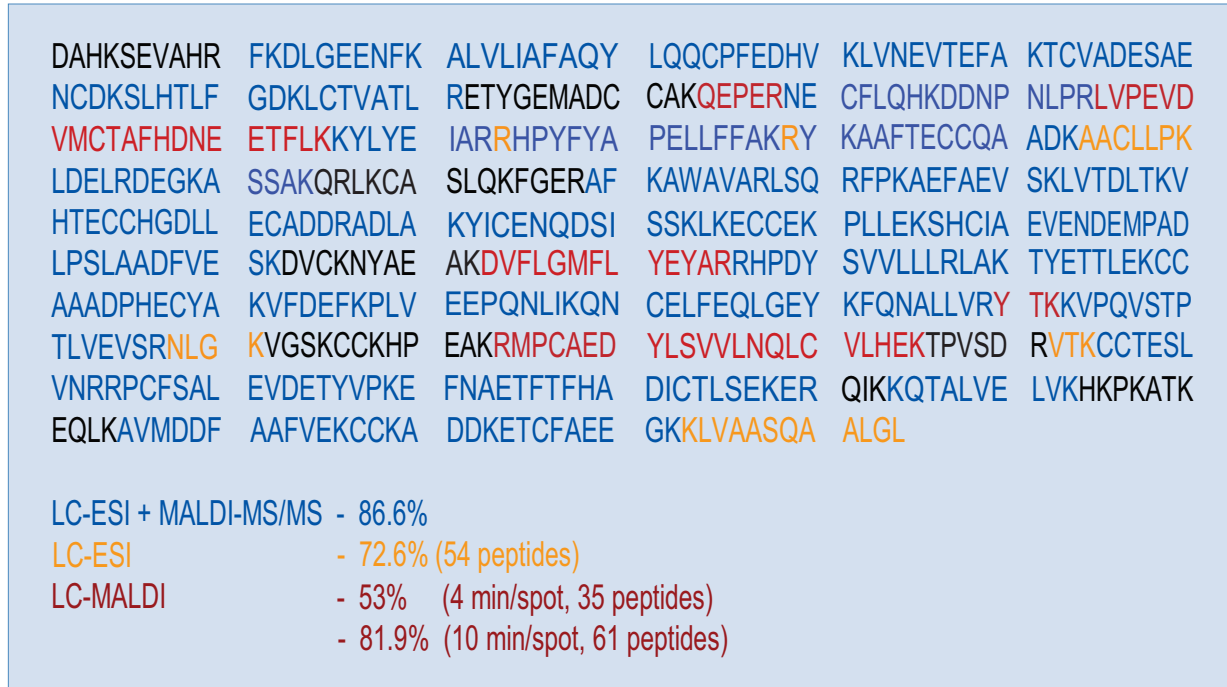 DAHKSEVAHR FKDLGEENFK ALVLIAFAQY LQQCPFEDHV KLVNEVTEFA KTCVADESAE
NCDKSLHTLF GDKLCTVATL RETYGEMADC CAKQEPERNE CFLQHKDDNP NLPRLVPEVD
VMCTAFHDNE ETFLKKYLYE IARRHPYFYA PELLFFAKRY KAAFTECCQA ADKAACLLPK
LDELRDEGKA SSAKQRLKCA SLQKFGERAF KAWAVARLSQ RFPKAEFAEV SKLVTDLTKV
HTECCHGDLL ECADDRADLA KYICENQDSI SSKLKECCEK PLLEKSHCIA EVENDEMPAD
LPSLAADFVE SKDVCKNYAE AKDVFLGMFL YEYARRHPDY SVVLLLRLAK TYETTLEKCC
AAADPHECYA KVFDEFKPLV EEPQNLIKQN CELFEQLGEY KFQNALLVRY TKKVPQVSTP
TLVEVSRNLG KVGSKCCKHP EAKRMPCAED YLSVVLNQLC VLHEKTPVSD RVTKCCTESL
VNRRPCFSAL EVDETYVPKE FNAETFTFHA DICTLSEKER QIKKQTALVE LVKHKPKATK
EQLKAVMDDF AAFVEKCCKA DDKETCFAEE GKKLVAASQA ALGL
LC-ESI + MALDI-MS/MS - 86.6%
LC-ESI - 72.6% (54 peptides)
LC-MALDI - 53% (4 min/spot, 35 peptides)
- 81.9% (10 min/spot, 61 peptides)